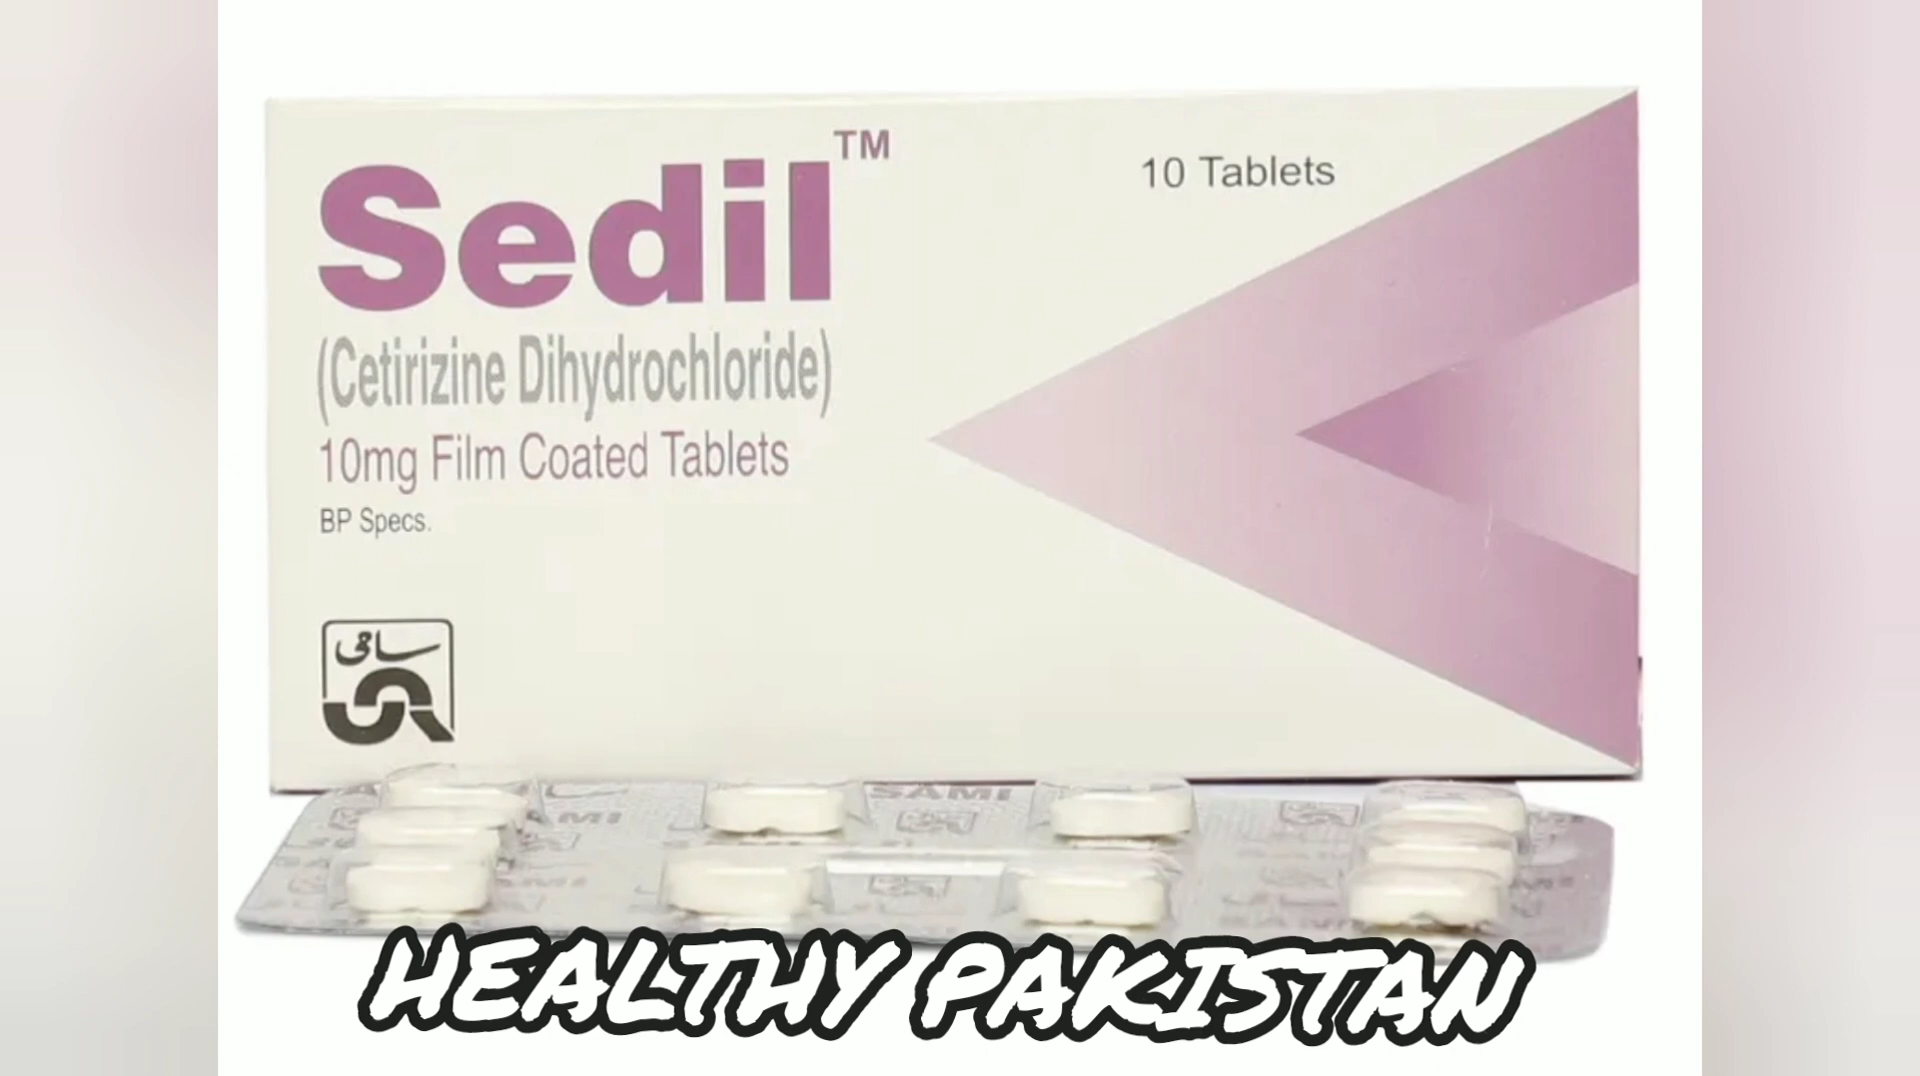 Sedil™
10 Tablets
(Cetirizine Dihydrochloride)
10mg Film Coated Tablets
BP Specs.
سامی
SAMI
HEALTHY PAKISTAN